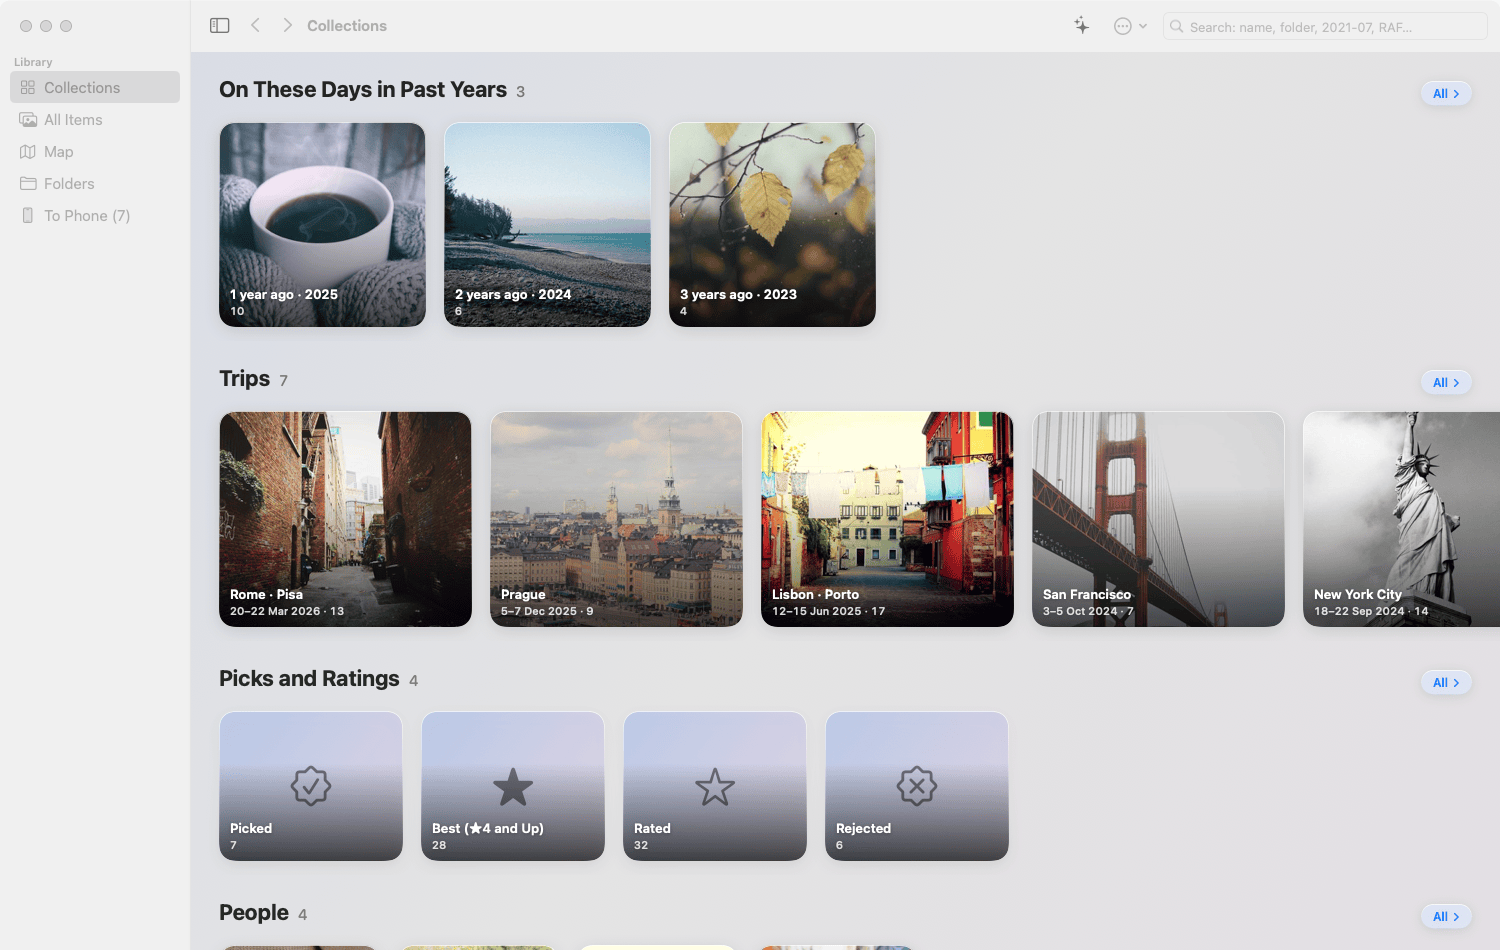 Collections
Search: name, folder, 2021-07, RAF...
Library
Collections
All Items
Map
Folders
To Phone (7)
On These Days in Past Years 3
All
1 year ago · 2025
10
2 years ago · 2024
6
3 years ago · 2023
4
Trips 7
All
Rome · Pisa
20–22 Mar 2026 · 13
Prague
5–7 Dec 2025 · 9
Lisbon · Porto
12–15 Jun 2025 · 17
San Francisco
3–5 Oct 2024 · 7
New York City
18–22 Sep 2024 · 14
Picks and Ratings 4
All
Picked
7
Best (★4 and Up)
28
Rated
32
Rejected
6
People 4
All